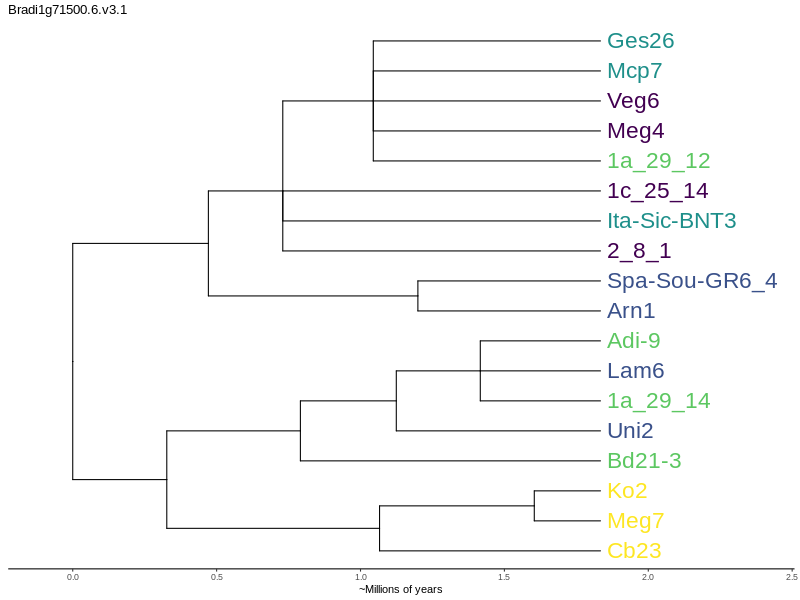 Bradi1g71500.6.v3.1
Ges26
Mcp7
Veg6
Meg4
1a_29_12
1c_25_14
Ita-Sic-BNT3
2_8_1
Spa-Sou-GR6_4
Arn1
Adi-9
Lam6
1a_29_14
Uni2
Bd21-3
Ko2
Meg7
Cb23
0.0 0.5 1.0 1.5 2.0 2.5
~Millions of years